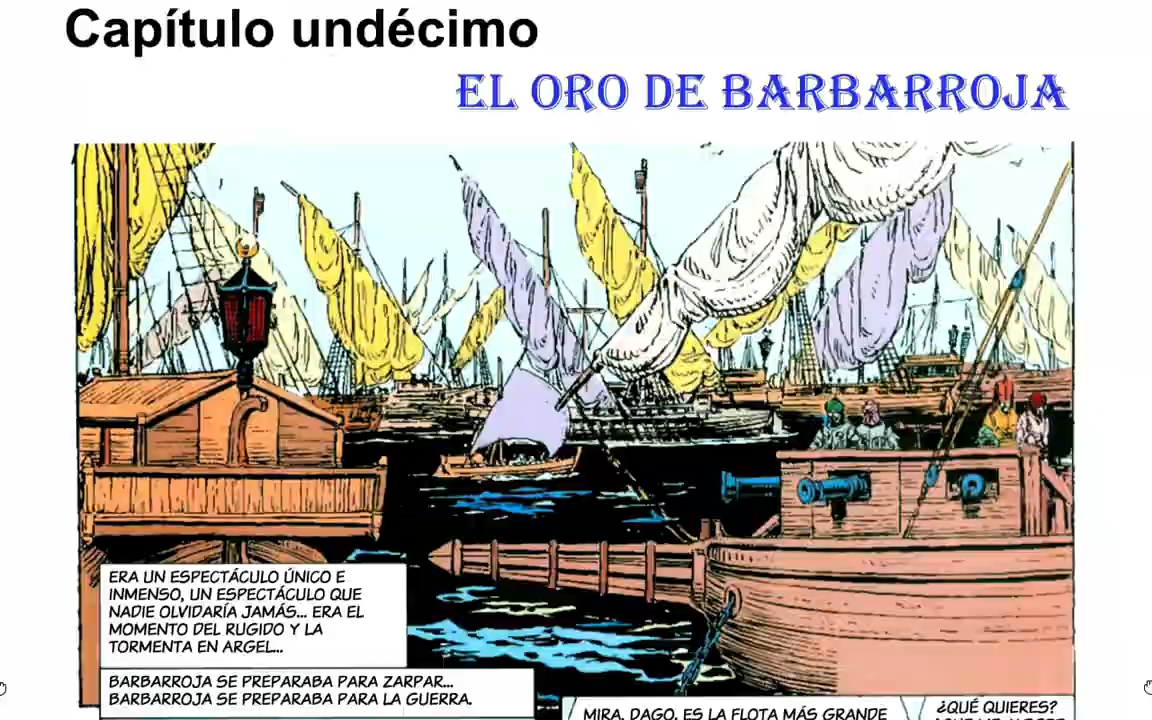 Capítulo undécimo
EL ORO DE BARBARROJA
ERA UN ESPECTÁCULO ÚNICO E
INMENSO, UN ESPECTÁCULO QUE
NADIE OLVIDARÍA JAMÁS... ERA EL
MOMENTO DEL RUGIDO Y LA
TORMENTA EN ARGEL...
BARBARROJA SE PREPARABA PARA ZARPAR...
BARBARROJA SE PREPARABA PARA LA GUERRA.
MIRA, DAGO, ES LA FLOTA MÁS GRANDE
¿QUÉ QUIERES?